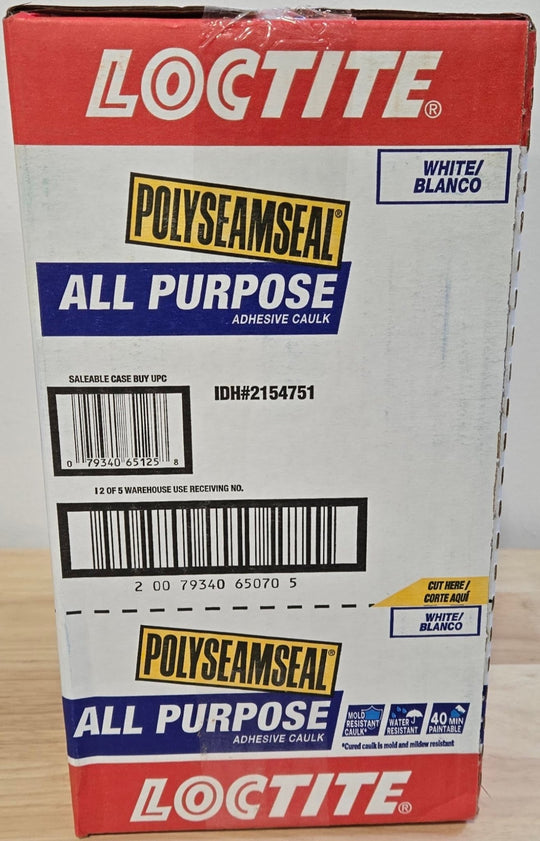 LOCTITE®
WHITE/
BLANCO
POLYSEAMSEAL®
ALL PURPOSE
ADHESIVE CAULK
SALEABLE CASE BUY UPC
IDH#2154751
0 79340 65125 8
I 2 OF 5 WAREHOUSE USE RECEIVING NO.
2 00 79340 65070 5
CUT HERE /
CORTE AQUÍ
WHITE/
BLANCO
POLYSEAMSEAL®
ALL PURPOSE
ADHESIVE CAULK
MOLD
RESISTANT
CAULK*
WATER
RESISTANT
40 MIN
PAINTABLE
*Cured caulk is mold and mildew resistant
LOCTITE®